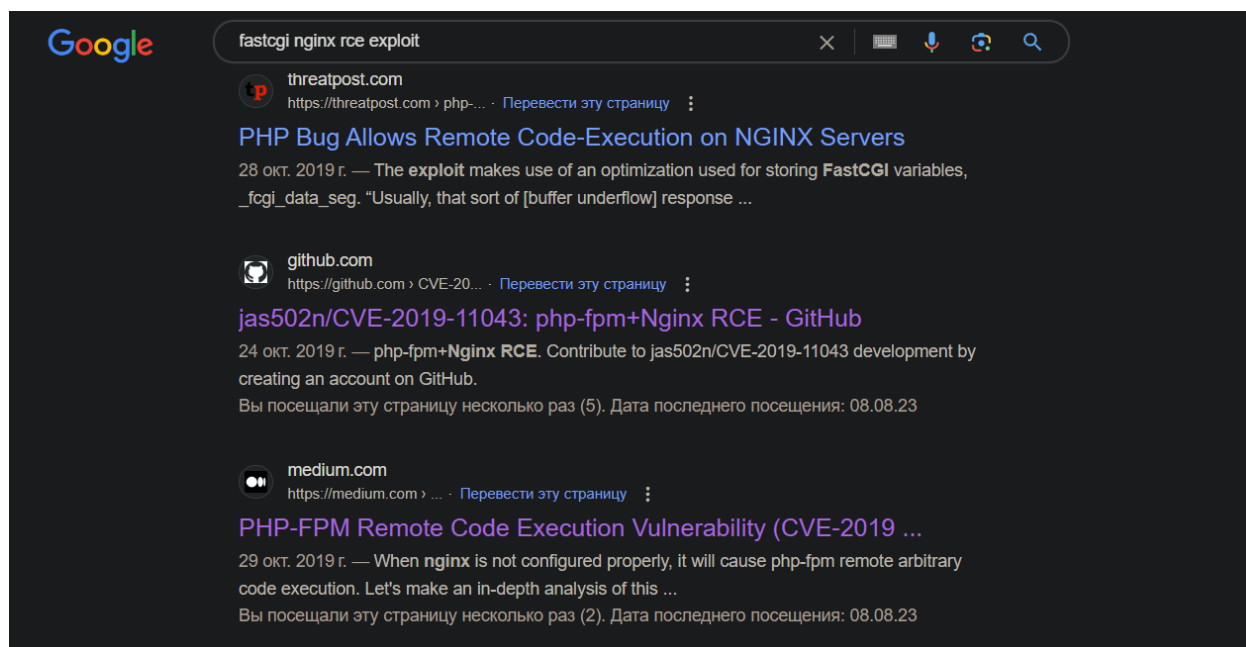 Google
fastcgi nginx rce exploit
tp
threatpost.com
https://threatpost.com › php-... · Перевести эту страницу
PHP Bug Allows Remote Code-Execution on NGINX Servers
28 окт. 2019 г. — The exploit makes use of an optimization used for storing FastCGI variables,
_fcgi_data_seg. “Usually, that sort of [buffer underflow] response ...
github.com
https://github.com › CVE-20... · Перевести эту страницу
jas502n/CVE-2019-11043: php-fpm+Nginx RCE - GitHub
24 окт. 2019 г. — php-fpm+Nginx RCE. Contribute to jas502n/CVE-2019-11043 development by
creating an account on GitHub.
Вы посещали эту страницу несколько раз (5). Дата последнего посещения: 08.08.23
medium.com
https://medium.com › ... · Перевести эту страницу
PHP-FPM Remote Code Execution Vulnerability (CVE-2019 ...
29 окт. 2019 г. — When nginx is not configured properly, it will cause php-fpm remote arbitrary
code execution. Let's make an in-depth analysis of this ...
Вы посещали эту страницу несколько раз (2). Дата последнего посещения: 08.08.23